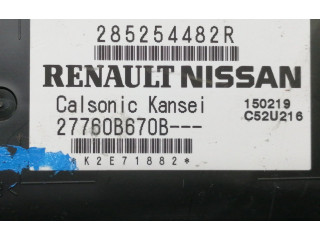 285254482R
RENAULT NISSAN
Calsonic Kansei 150219
27760B670B--- C52U216
*K2E71882*